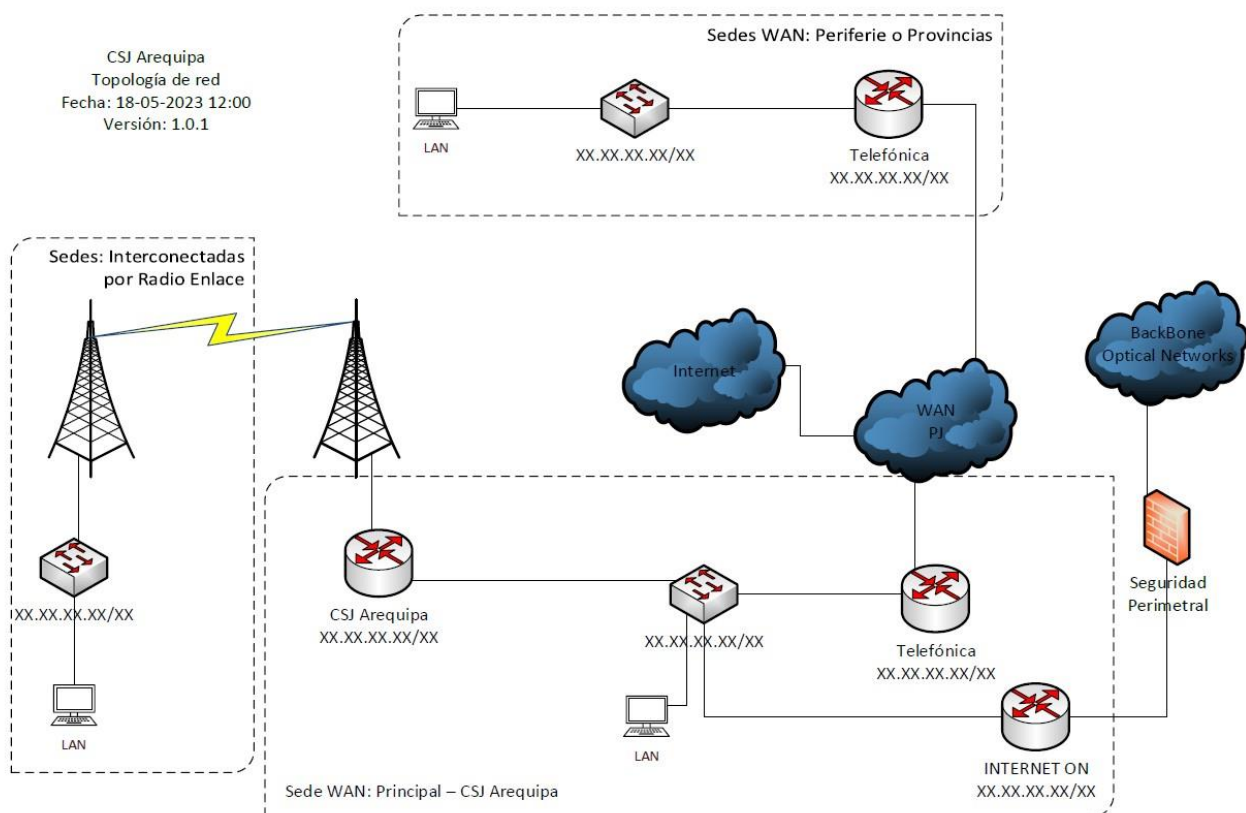 CSJ Arequipa
Topología de red
Fecha: 18-05-2023 12:00
Versión: 1.0.1
Sedes WAN: Periferie o Provincias
LAN
XX.XX.XX.XX/XX
Telefónica
XX.XX.XX.XX/XX
Sedes: Interconectadas
por Radio Enlace
Internet
WAN
PJ
BackBone
Optical Networks
XX.XX.XX.XX/XX
LAN
CSJ Arequipa
XX.XX.XX.XX/XX
XX.XX.XX.XX/XX
LAN
Telefónica
XX.XX.XX.XX/XX
Seguridad
Perimetral
INTERNET ON
XX.XX.XX.XX/XX
Sede WAN: Principal – CSJ Arequipa